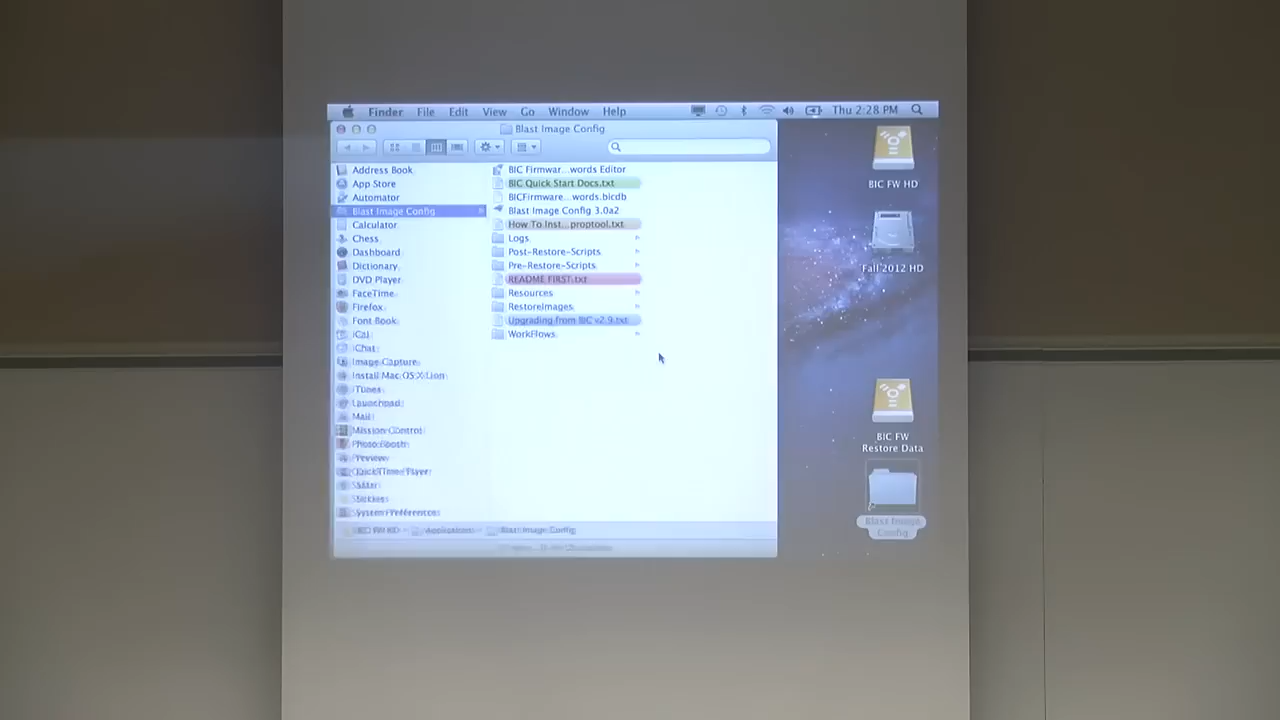 Finder File Edit View Go Window Help Thu 2:28 PM
Blast Image Config
Address Book
App Store
Automator
Blast Image Config
Calculator
Chess
Dashboard
Dictionary
DVD Player
FaceTime
Firefox
Font Book
iCal
iChat
Image Capture
Install Mac OS X Lion
iTunes
Launchpad
Mail
Mission Control
Photo Booth
Preview
QuickTime Player
Safari
Stickies
System Preferences
BIC Firmwar...words Editor
BIC Quick Start Docs.txt
BICFirmware...words.bicdb
Blast Image Config 3.0a2
How To Inst...proptool.txt
Logs
Post-Restore-Scripts
Pre-Restore-Scripts
README FIRST.txt
Resources
RestoreImages
Upgrading from BIC v2.9.txt
WorkFlows
BIC FW HD Applications Blast Image Config
BIC FW HD
Fall 2012 HD
BIC FW
Restore Data
Blast Image
Config